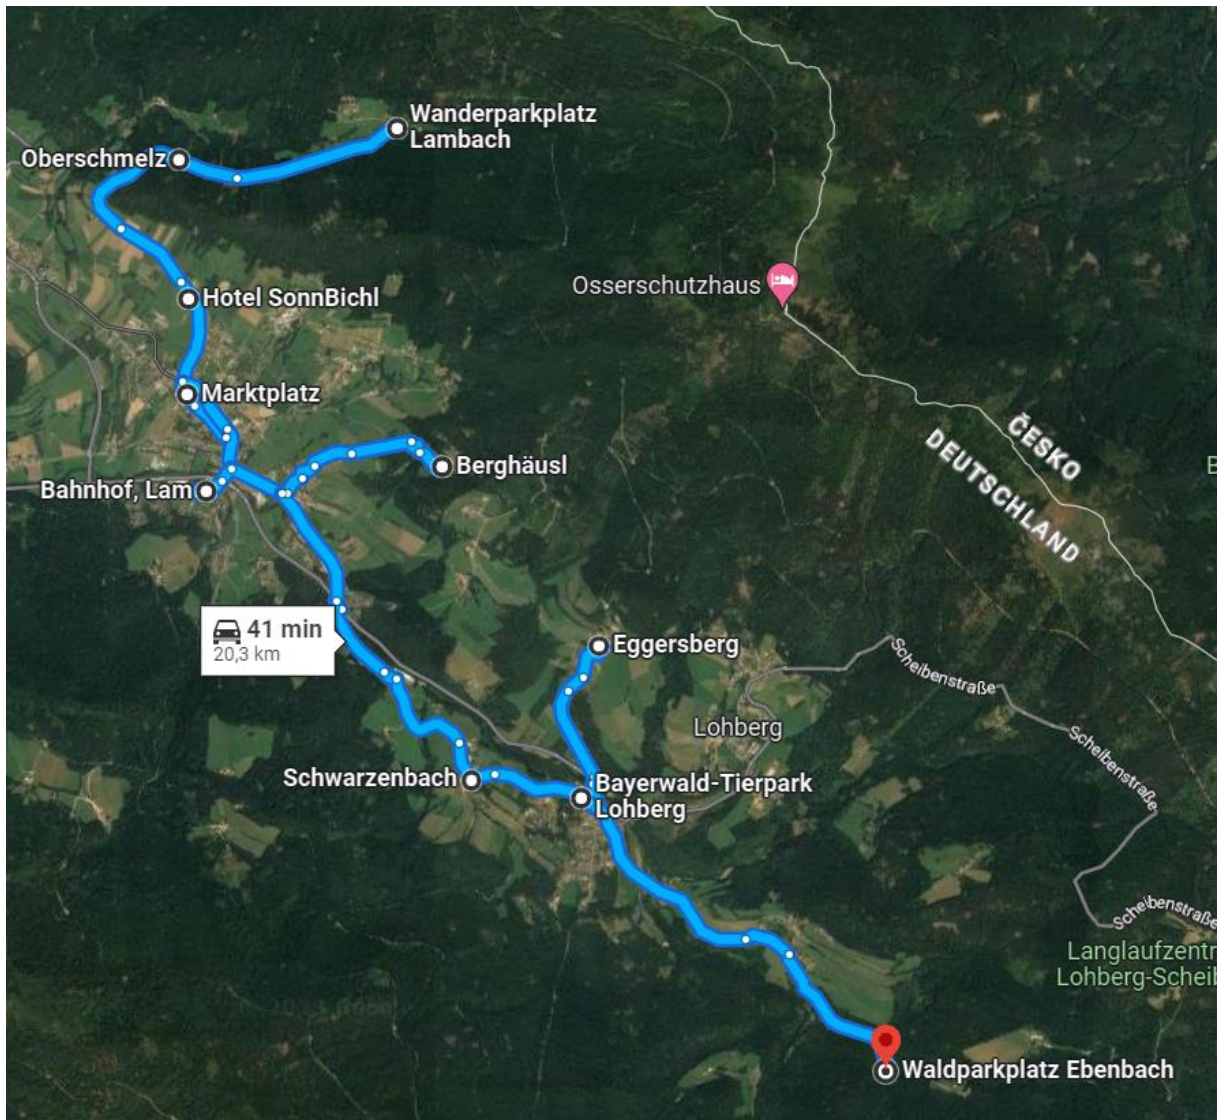 Wanderparkplatz
Lambach
Oberschmelz
Osserschutzhaus
Hotel SonnBichl
Marktplatz
ČESKO
DEUTSCHLAND
Berghäusl
Bahnhof, Lam
41 min
20,3 km
Eggersberg
Scheibenstraße
Lohberg
Scheibenstraße
Schwarzenbach
Bayerwald-Tierpark
Lohberg
Scheibenstraße
Langlaufzentr
Lohberg-Scheib
Waldparkplatz Ebenbach